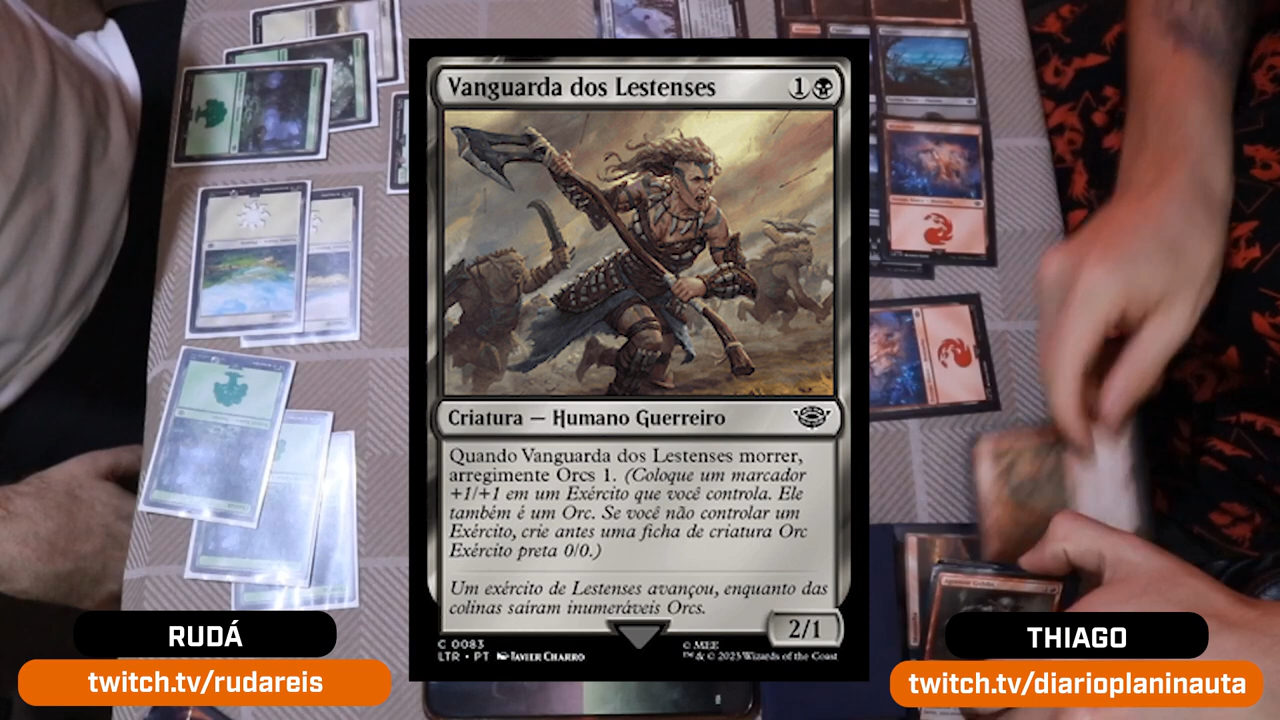 Vanguarda dos Lestenses 1
Criatura — Humano Guerreiro
Quando Vanguarda dos Lestenses morrer,
arregimente Orcs 1. (Coloque um marcador
+1/+1 em um Exército que você controla. Ele
também é um Orc. Se você não controlar um
Exército, crie antes uma ficha de criatura Orc
Exército preta 0/0.)
Um exército de Lestenses avançou, enquanto das
colinas saíram inumeráveis Orcs.
2/1
C 0083
LTR • PT JAVIER CHARRO
© MEE
™ & © 2023 Wizards of the Coast
RUDÁ
twitch.tv/rudareis
THIAGO
twitch.tv/diarioplaninauta